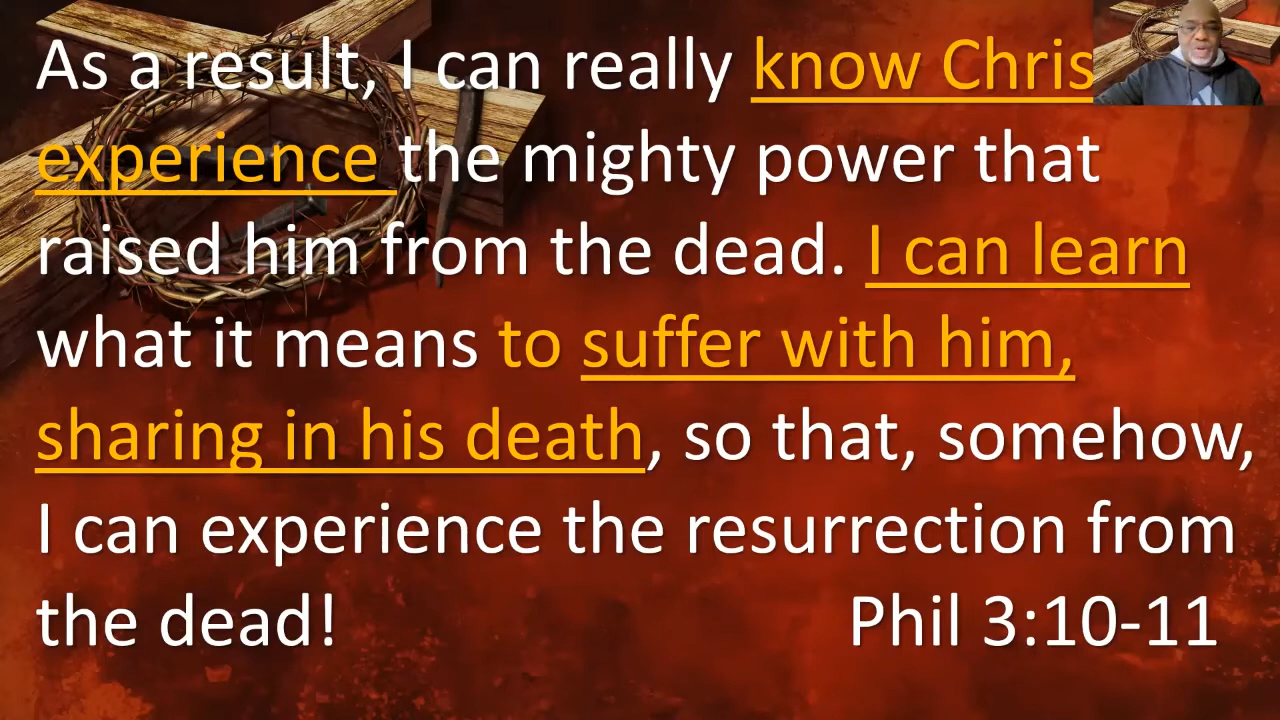 As a result, I can really know Chris
experience the mighty power that
raised him from the dead. I can learn
what it means to suffer with him,
sharing in his death, so that, somehow,
I can experience the resurrection from
the dead! Phil 3:10-11